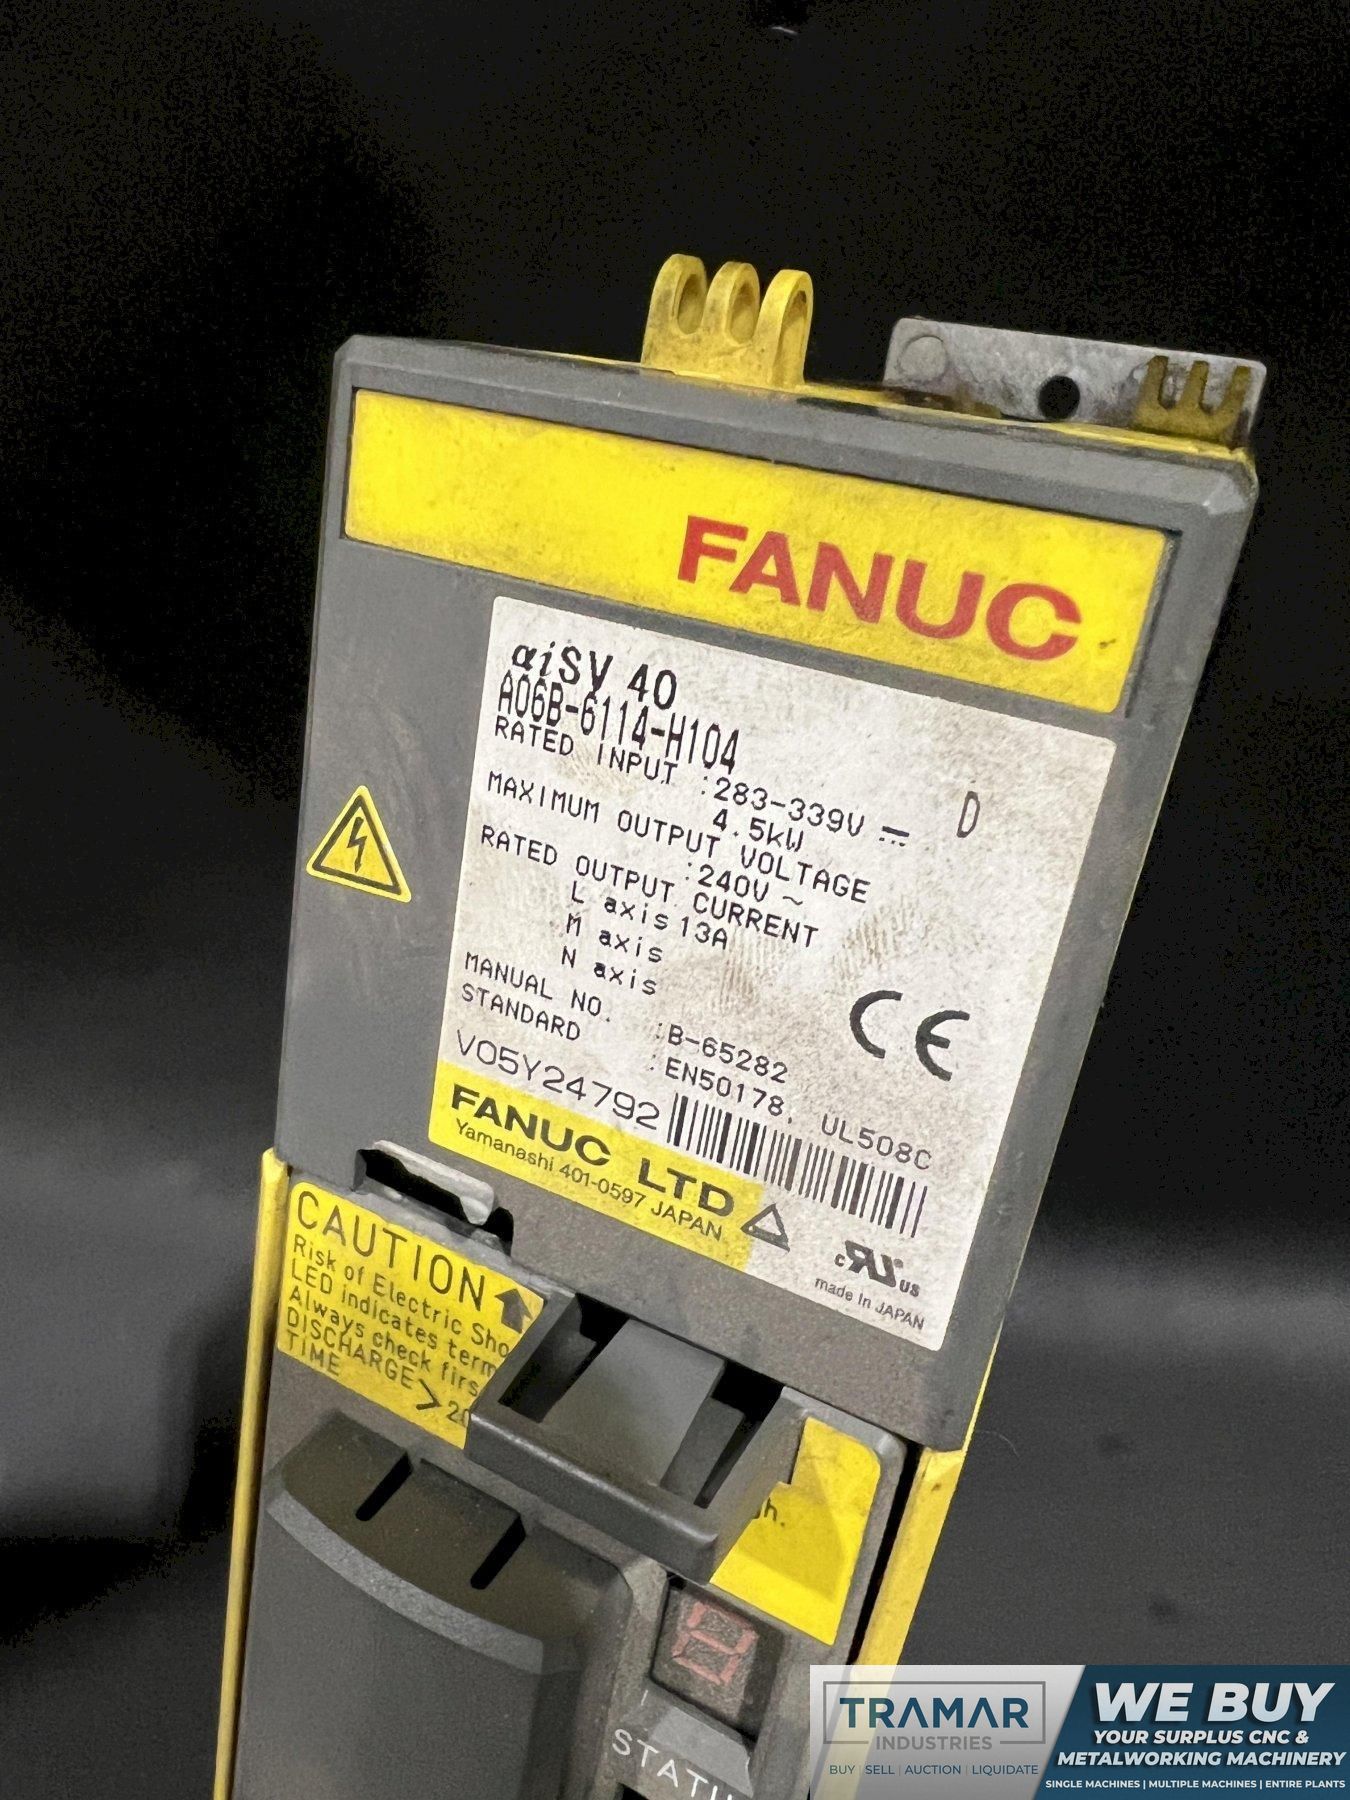 FANUC
αiSV 40
A06B-6114-H104
D
RATED INPUT :283-339V ⎓
4.5kW
MAXIMUM OUTPUT VOLTAGE
:240V ~
RATED OUTPUT CURRENT
L axis 13A
M axis
N axis
MANUAL NO. :B-65282
STANDARD :EN50178, UL508C
CE
V05Y24792
FANUC LTD
Yamanashi 401-0597 JAPAN
c US
made in JAPAN
CAUTION
Risk of Electric Sho
LED indicates term
Always check firs
DISCHARGE > 20
TIME
gh.
STATU
TRAMAR
INDUSTRIES
BUY | SELL | AUCTION | LIQUIDATE
WE BUY
YOUR SURPLUS CNC &
METALWORKING MACHINERY
SINGLE MACHINES | MULTIPLE MACHINES | ENTIRE PLANTS